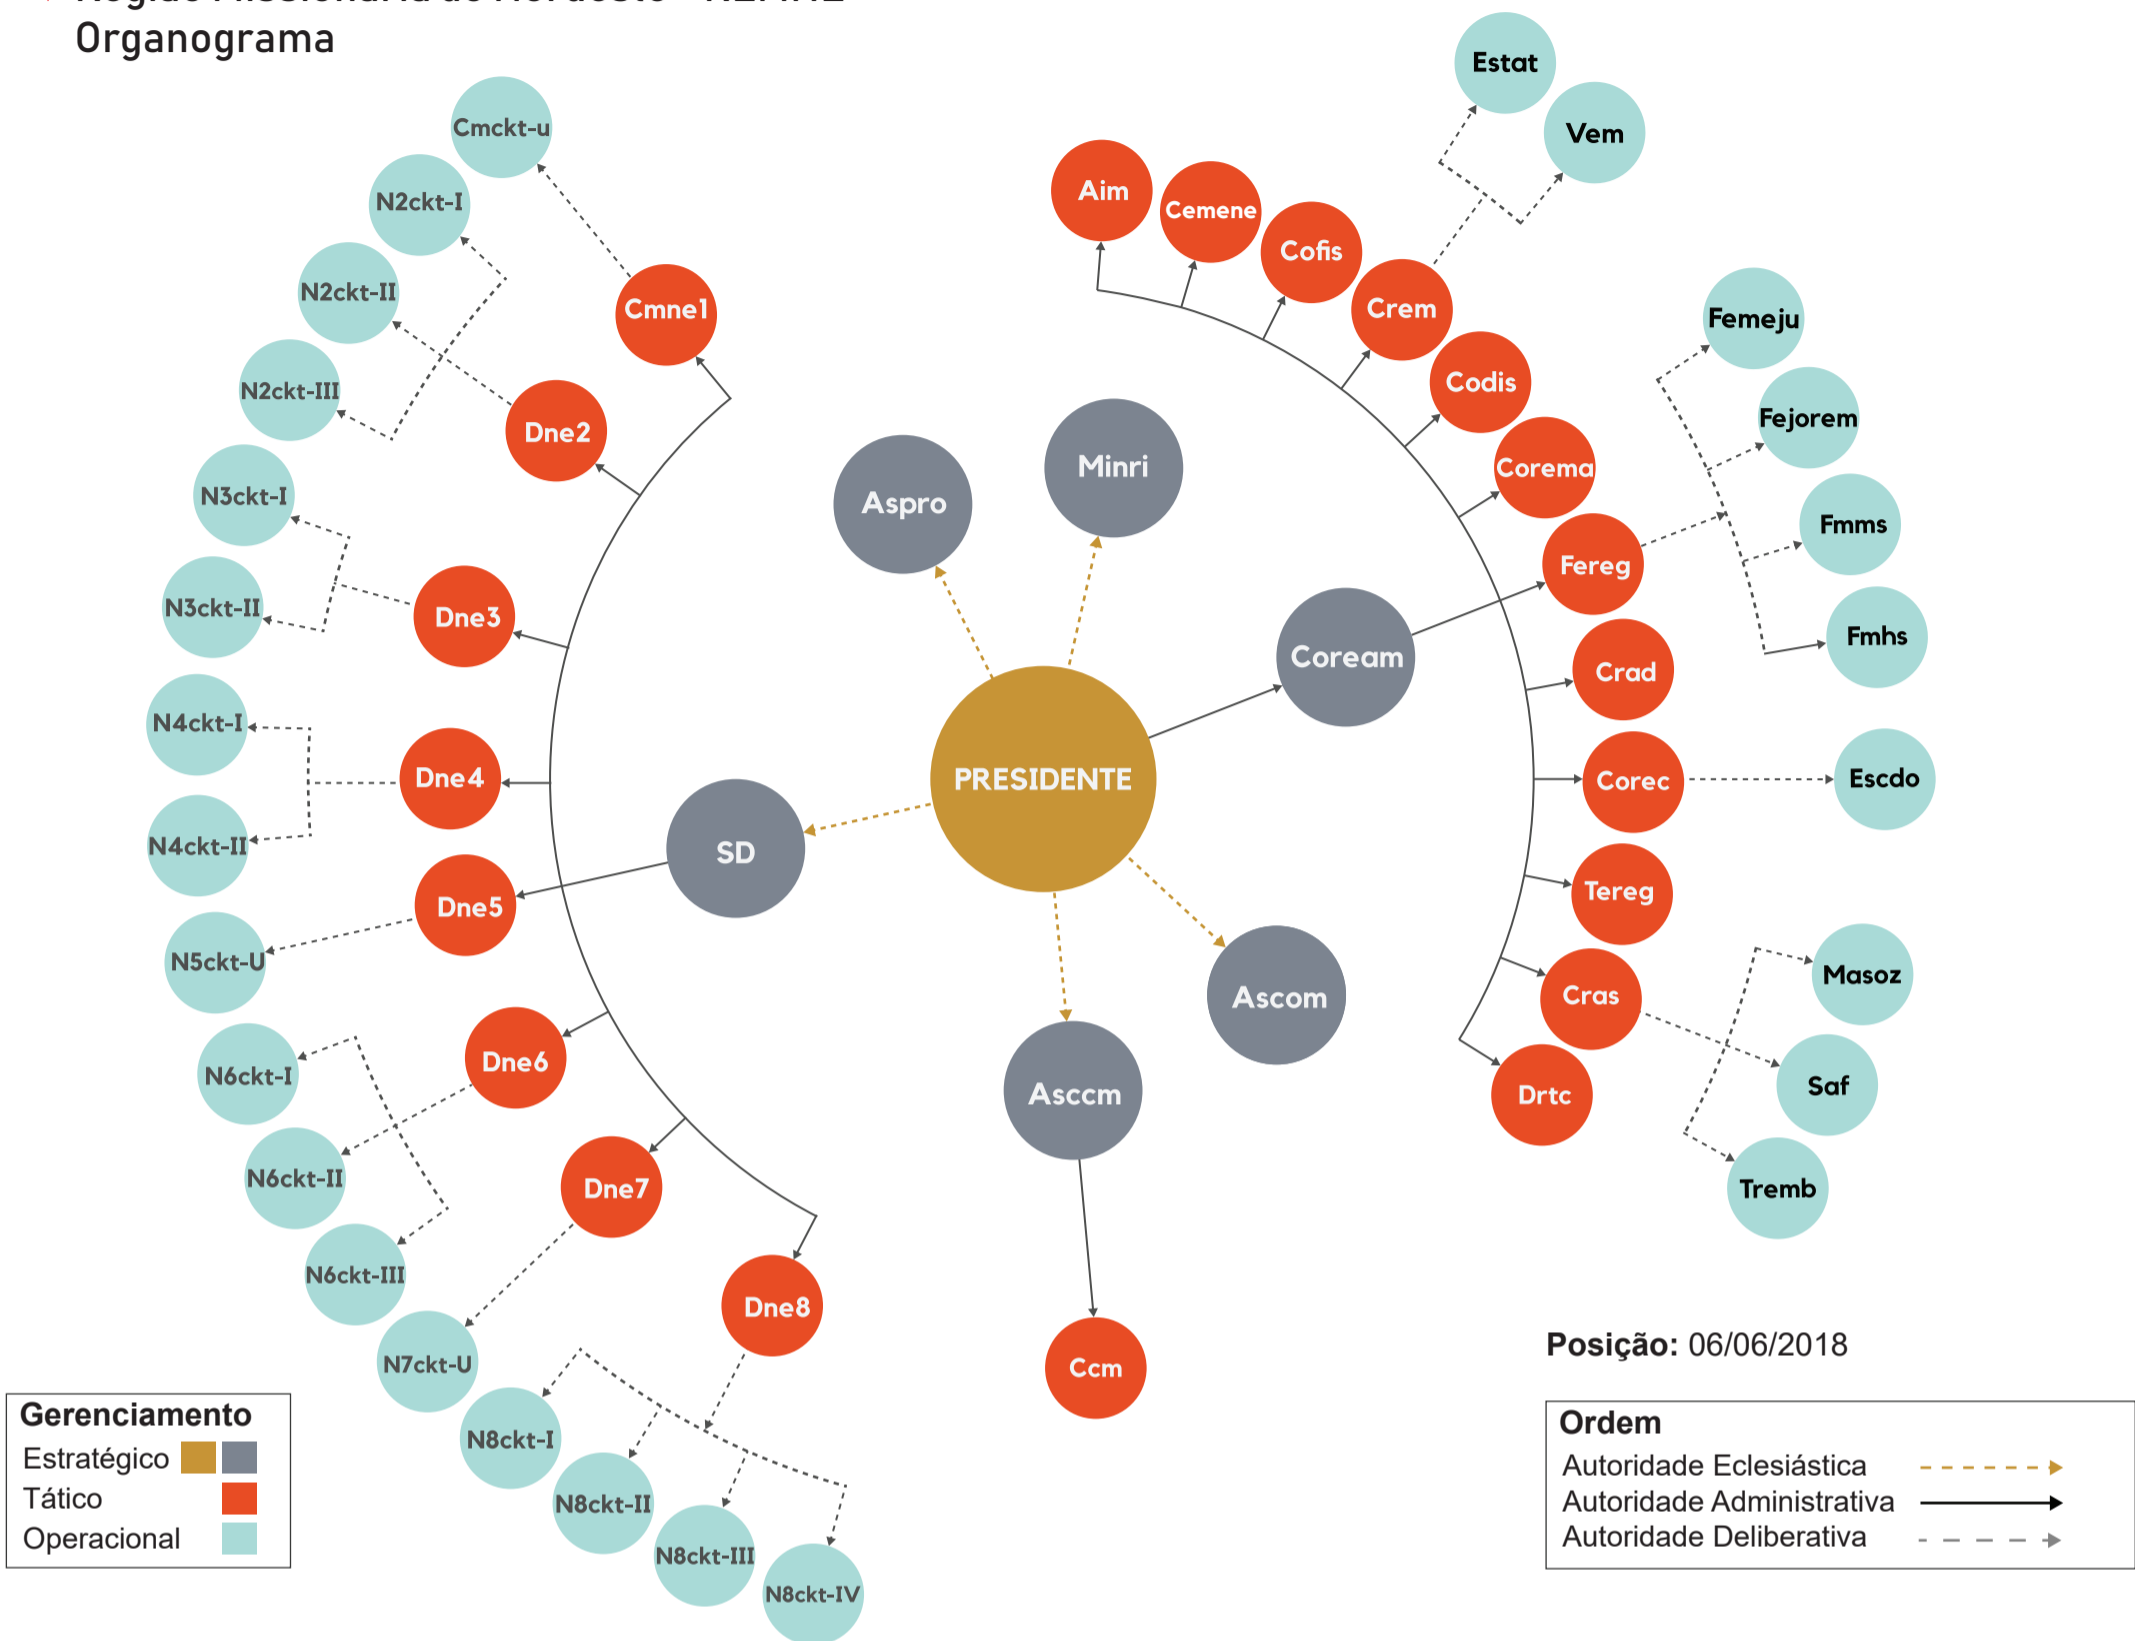 Organograma
Estat
Vem
Cmckt-u
N2ckt-I
N2ckt-II
N2ckt-III
N3ckt-I
N3ckt-II
N4ckt-I
N4ckt-II
N5ckt-U
N6ckt-I
N6ckt-II
N6ckt-III
N7ckt-U
N8ckt-I
N8ckt-II
N8ckt-III
N8ckt-IV
Cmne1
Dne2
Dne3
Dne4
Dne5
Dne6
Dne7
Dne8
Aspro
Minri
Coream
PRESIDENTE
SD
Ascom
Asccm
Ccm
Aim
Cemene
Cofis
Crem
Codis
Corema
Fereg
Crad
Corec
Tereg
Cras
Drtc
Femeju
Fejorem
Fmms
Fmhs
Escdo
Masoz
Saf
Tremb
Gerenciamento
Estratégico
Tático
Operacional
Posição: 06/06/2018
Ordem
Autoridade Eclesiástica
Autoridade Administrativa
Autoridade Deliberativa